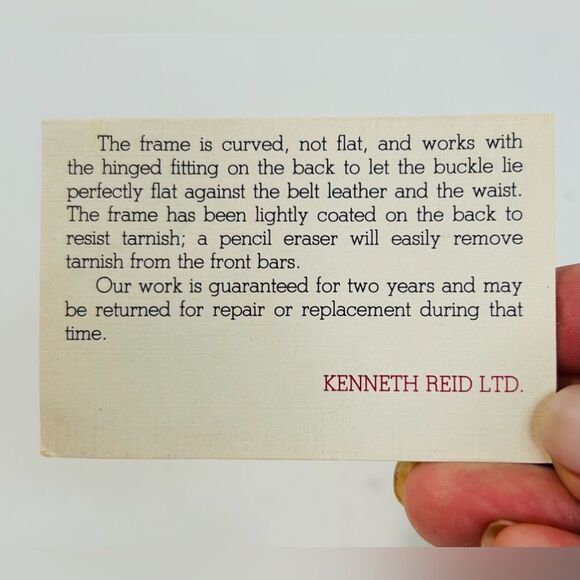 The frame is curved, not flat, and works with
the hinged fitting on the back to let the buckle lie
perfectly flat against the belt leather and the waist.
The frame has been lightly coated on the back to
resist tarnish; a pencil eraser will easily remove
tarnish from the front bars.
Our work is guaranteed for two years and may
be returned for repair or replacement during that
time.
KENNETH REID LTD.